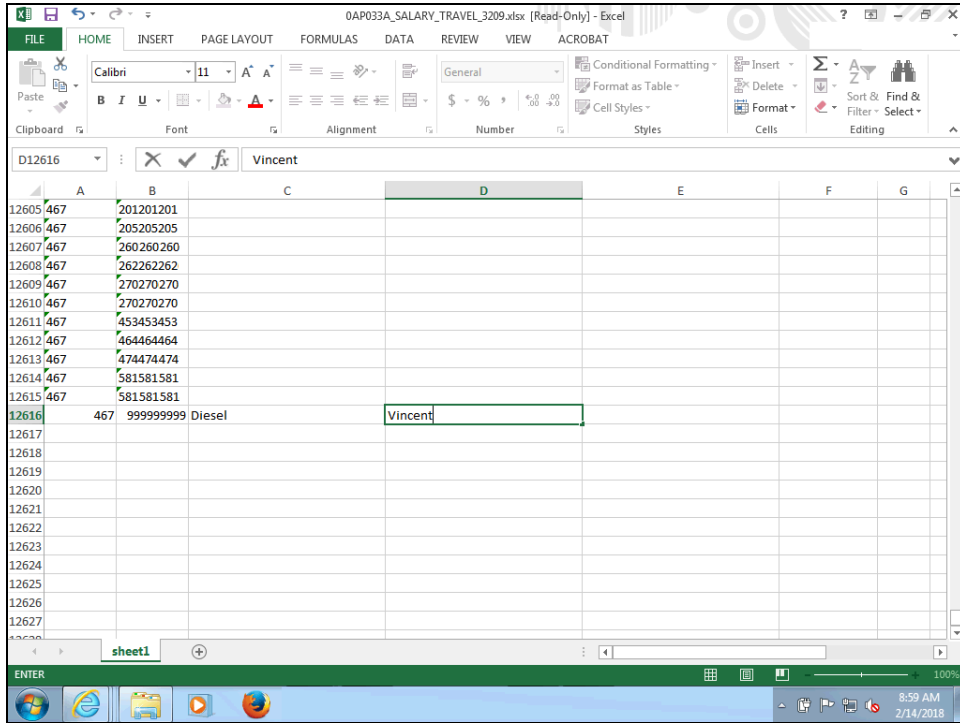 0AP033A_SALARY_TRAVEL_3209.xlsx [Read-Only] - Excel
?
FILE HOME INSERT PAGE LAYOUT FORMULAS DATA REVIEW VIEW ACROBAT
Paste
Calibri 11 A A
B I U A
General
$ % ,
Conditional Formatting
Format as Table
Cell Styles
Insert
Delete
Format
Sort & Filter
Find & Select
Clipboard Font Alignment Number Styles Cells Editing
D12616 fx Vincent
A B C D E F G
12605 467 201201201
12606 467 205205205
12607 467 260260260
12608 467 262262262
12609 467 270270270
12610 467 270270270
12611 467 453453453
12612 467 464464464
12613 467 474474474
12614 467 581581581
12615 467 581581581
12616 467 999999999 Diesel Vincent
12617
12618
12619
12620
12621
12622
12623
12624
12625
12626
12627
12628
sheet1
ENTER 100%
8:59 AM
2/14/2018